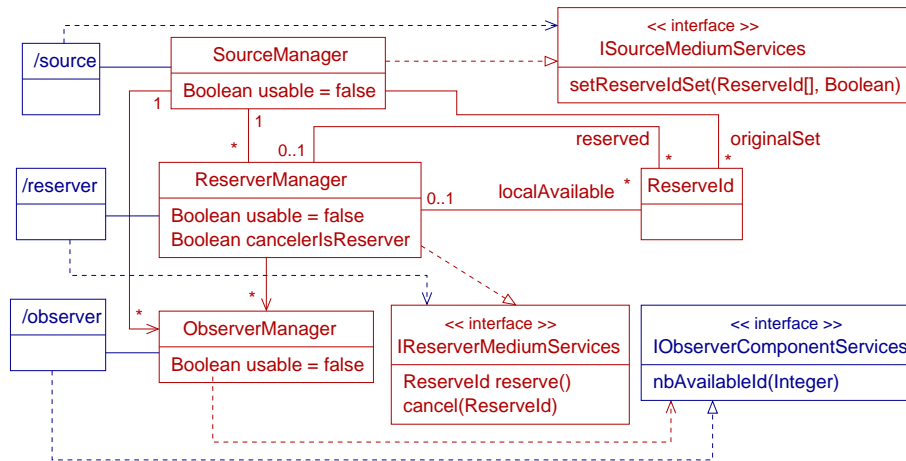 << interface >>
ISourceMediumServices
setReserveIdSet(ReserveId[], Boolean)
/source
SourceManager
Boolean usable = false
1
1
*
0..1
reserved
*
originalSet
*
/reserver
ReserverManager
Boolean usable = false
Boolean cancelerIsReserver
0..1
localAvailable
*
ReserveId
*
*
/observer
ObserverManager
Boolean usable = false
<< interface >>
IReserverMediumServices
ReserveId reserve()
cancel(ReserveId)
<< interface >>
IObserverComponentServices
nbAvailableId(Integer)